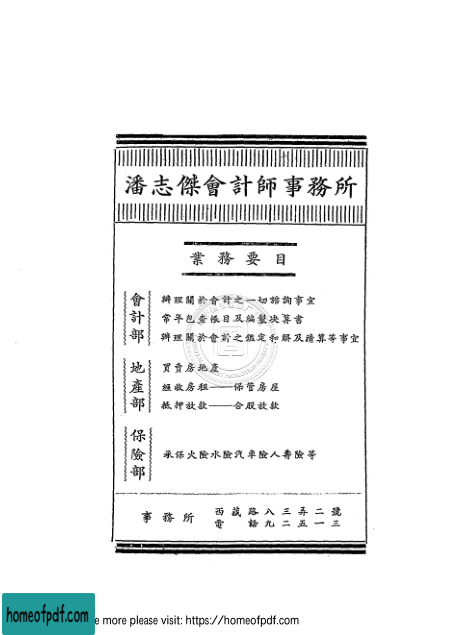 潘志傑會計師事務所
業務要目
會計部
辦理關於會計之一切諮詢事宜
常年包查帳目及編製决算書
辦理關於會計之鑑定和解及清算等事宜
地產部
買賣房地產
經收房租——保管房屋
抵押放款——合股放款
保險部
承保火險水險汽車險人壽險等
事務所
西藏路八三弄二號
電話九二五一三
homeofpdf.com
e more please visit: https://homeofpdf.com